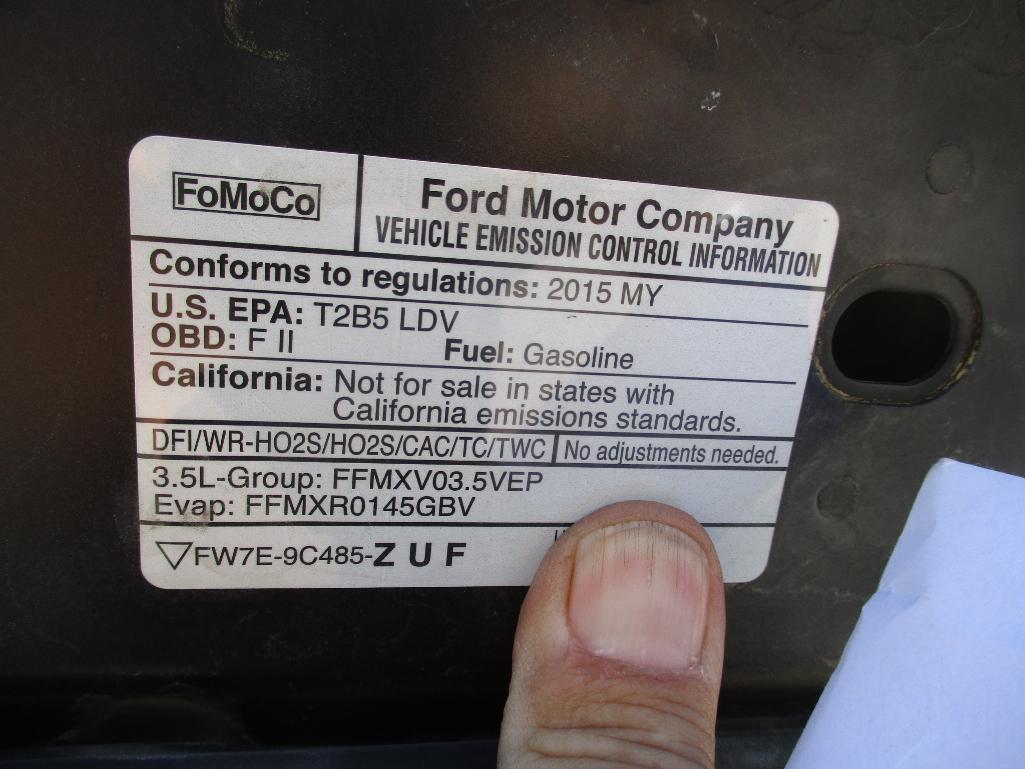 FoMoCo
Ford Motor Company
VEHICLE EMISSION CONTROL INFORMATION
Conforms to regulations: 2015 MY
U.S. EPA: T2B5 LDV
OBD: F II Fuel: Gasoline
California: Not for sale in states with
California emissions standards.
DFI/WR-HO2S/HO2S/CAC/TC/TWC No adjustments needed.
3.5L-Group: FFMXV03.5VEP
Evap: FFMXR0145GBV
FW7E-9C485-Z U F